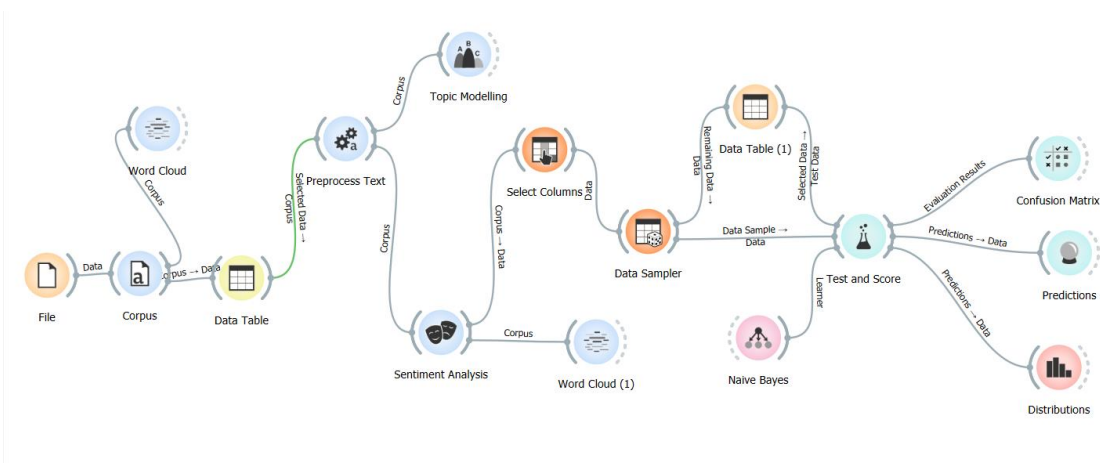 File
Data
Corpus
Corpus
Word Cloud
Corpus → Data
Data Table
Selected Data →
Corpus
Preprocess Text
Corpus
Topic Modelling
Corpus
Sentiment Analysis
Corpus
Word Cloud (1)
Corpus → Data
Select Columns
Data
Data Sampler
Remaining Data →
Data
Data Table (1)
Selected Data →
Test Data
Data Sample →
Data
Test and Score
Learner
Naive Bayes
Evaluation Results
Confusion Matrix
Predictions → Data
Predictions
Predictions → Data
Distributions
a
a
A
B
C